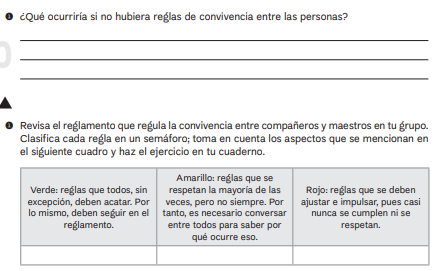 ❶ ¿Qué ocurriría si no hubiera reglas de convivencia entre las personas?
❶ Revisa el reglamento que regula la convivencia entre compañeros y maestros en tu grupo.
Clasifica cada regla en un semáforo; toma en cuenta los aspectos que se mencionan en
el siguiente cuadro y haz el ejercicio en tu cuaderno.
Verde: reglas que todos, sin
excepción, deben acatar. Por
lo mismo, deben seguir en el
reglamento.
Amarillo: reglas que se
respetan la mayoría de las
veces, pero no siempre. Por
tanto, es necesario conversar
entre todos para saber por
qué ocurre eso.
Rojo: reglas que se deben
ajustar e impulsar, pues casi
nunca se cumplen ni se
respetan.